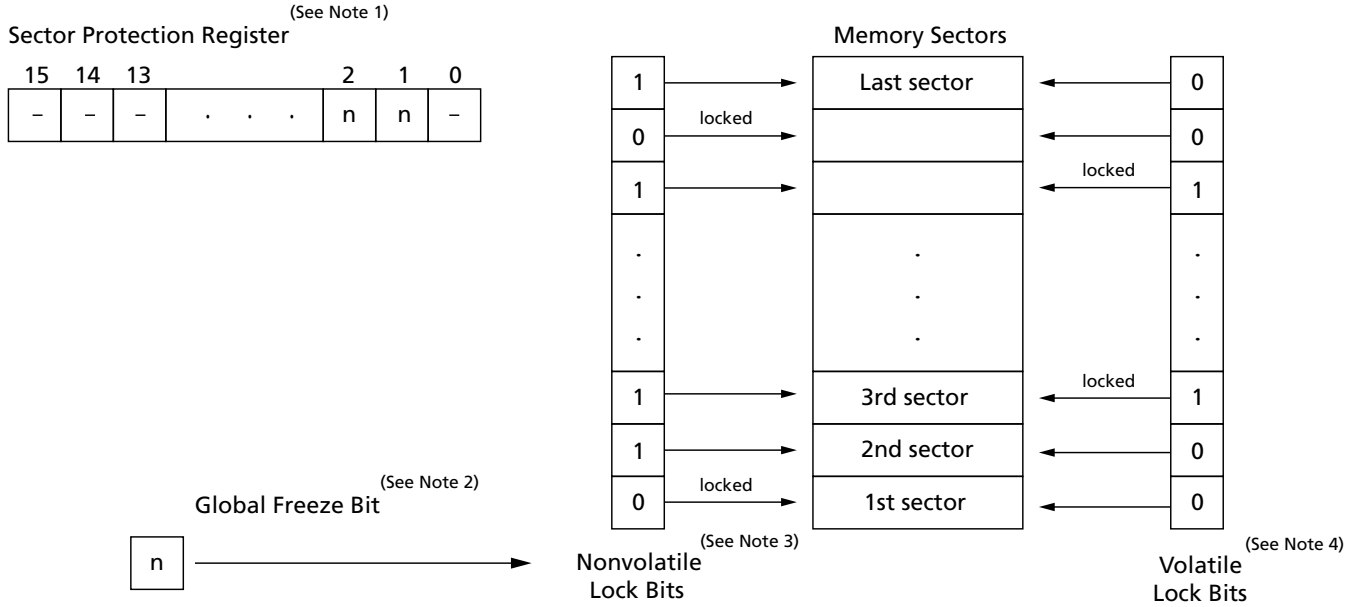 (See Note 1)
Sector Protection Register
15 14 13 2 1 0
– – – . . . n n –
Memory Sectors
1 Last sector 0
0 locked 0
1 locked 1
. . .
. . .
. . .
1 3rd sector locked 1
1 2nd sector 0
0 locked 1st sector 0
Global Freeze Bit (See Note 2)
n
Nonvolatile (See Note 3)
Lock Bits
Volatile (See Note 4)
Lock Bits